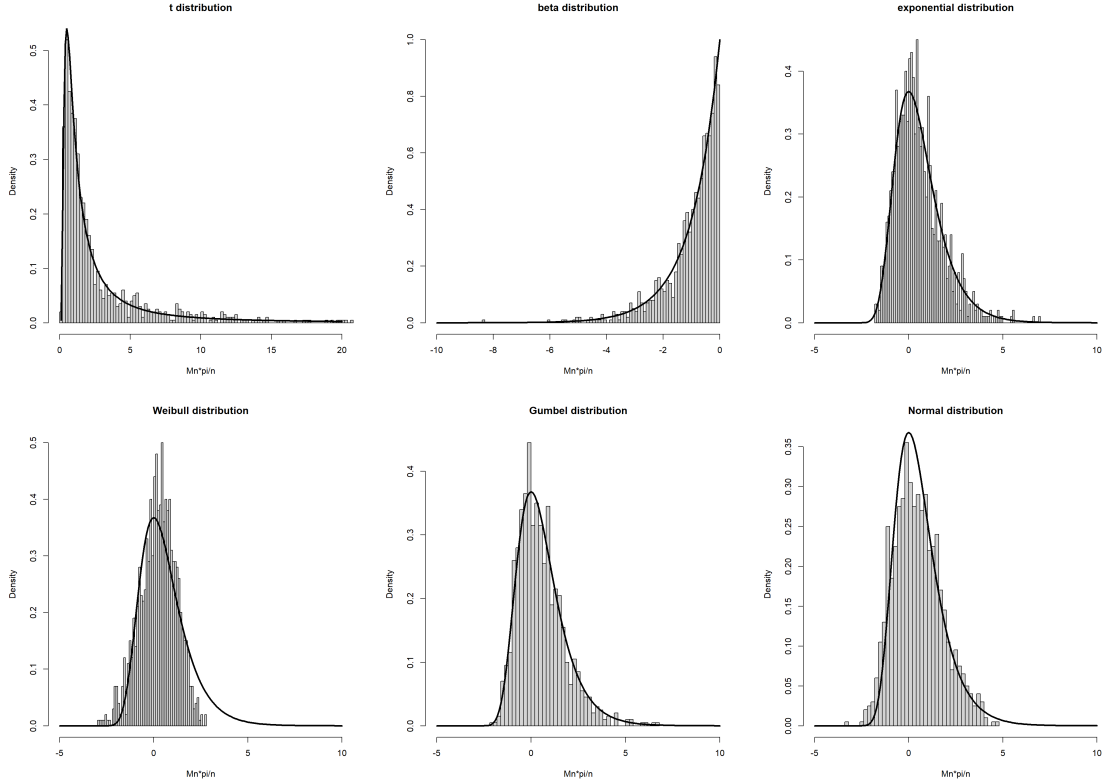 t distribution
0.5
0.4
0.3
0.2
0.1
0.0
Density
0 5 10 15 20
Mn*pi/n
beta distribution
1.0
0.8
0.6
0.4
0.2
0.0
Density
-10 -8 -6 -4 -2 0
Mn*pi/n
exponential distribution
0.4
0.3
0.2
0.1
0.0
Density
-5 0 5 10
Mn*pi/n
Weibull distribution
0.5
0.4
0.3
0.2
0.1
0.0
Density
-5 0 5 10
Mn*pi/n
Gumbel distribution
0.4
0.3
0.2
0.1
0.0
Density
-5 0 5 10
Mn*pi/n
Normal distribution
0.35
0.30
0.25
0.20
0.15
0.10
0.05
0.00
Density
-5 0 5 10
Mn*pi/n